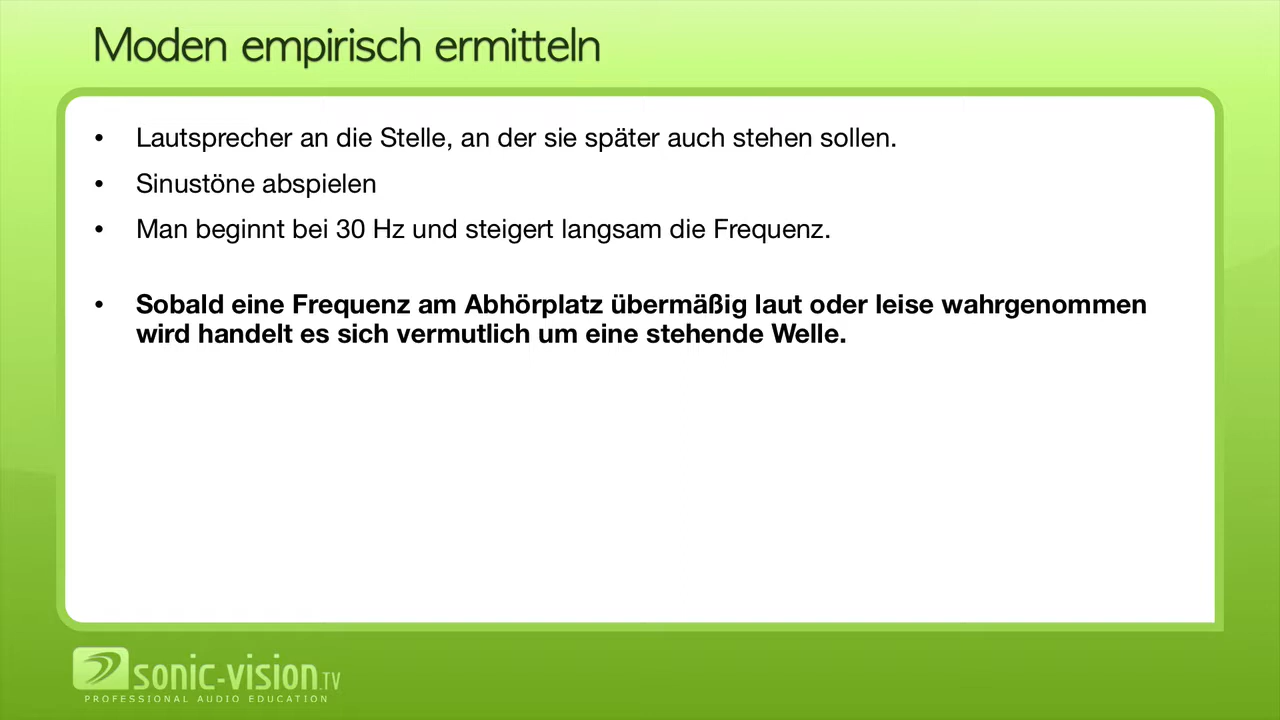 Moden empirisch ermitteln
• Lautsprecher an die Stelle, an der sie später auch stehen sollen.
• Sinustöne abspielen
• Man beginnt bei 30 Hz und steigert langsam die Frequenz.
• Sobald eine Frequenz am Abhörplatz übermäßig laut oder leise wahrgenommen
wird handelt es sich vermutlich um eine stehende Welle.
sonic-vision.TV
PROFESSIONAL AUDIO EDUCATION